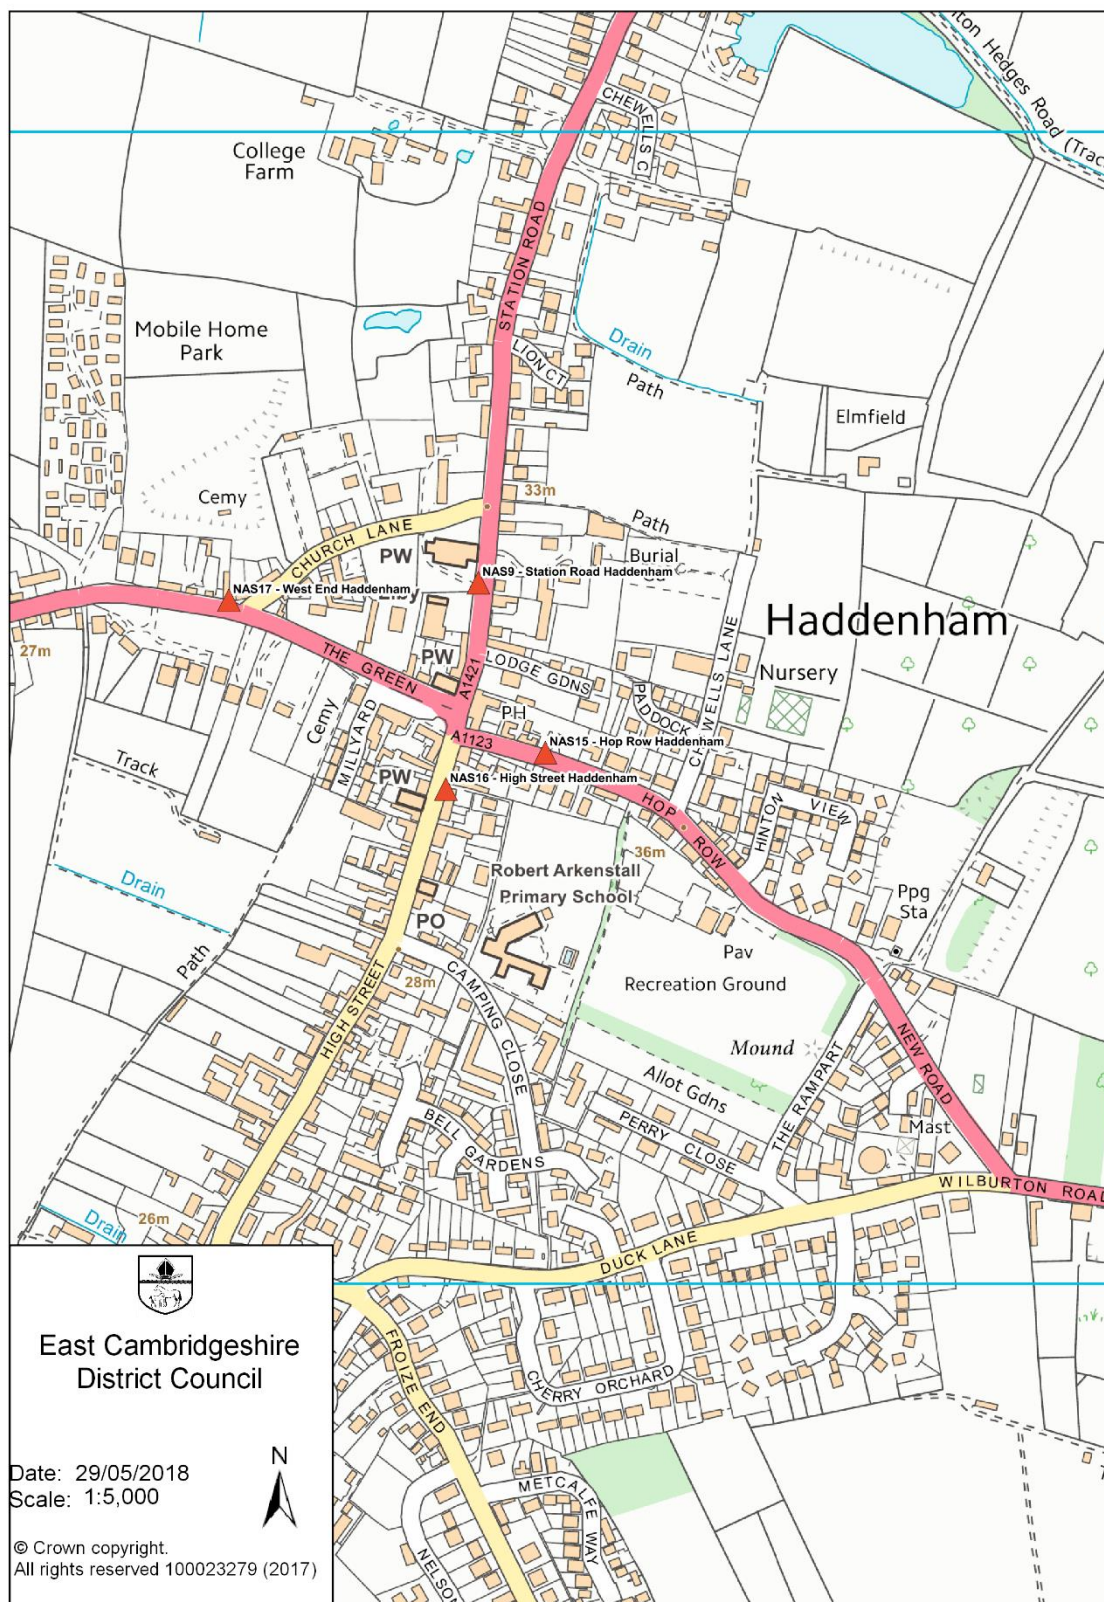 CHEWELLS C
nton Hedges Road (Trac
College
Farm
STATION ROAD
Mobile Home
Park
LION CT
Drain
Path
Elmfield
Cemy
33m
CHURCH LANE
Path
PW
Burial
NAS9 - Station Road Haddenham
NAS17 - West End Haddenham
Haddenham
27m
THE GREEN
PW
A1421
LODGE GDNS
CHEWELLS LANE
Nursery
PADDOCK
Cemy
MILLYARD
PH
A1123
NAS15 - Hop Row Haddenham
Track
PW
NAS16 - High Street Haddenham
HOP ROW
HINTON VIEW
36m
Robert Arkenstall
Primary School
Drain
PO
Ppg
Sta
Path
Pav
28m
Recreation Ground
HIGH STREET
CAMPING CLOSE
Mound
NEW ROAD
Allot Gdns
THE RAMPART
BELL GARDENS
PERRY CLOSE
Mast
WILBURTON ROAD
Drain
26m
DUCK LANE
East Cambridgeshire
District Council
FROIZE END
CHERRY ORCHARD
N
Date: 29/05/2018
Scale: 1:5,000
METCALFE WAY
© Crown copyright.
All rights reserved 100023279 (2017)
NELSON